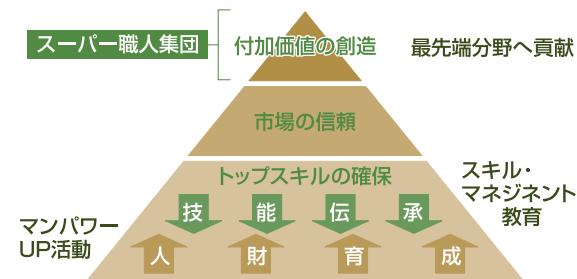 スーパー職人集団
付加価値の創造
最先端分野へ貢献
市場の信頼
トップスキルの確保
スキル・
マネジネント
教育
技 能 伝 承
マンパワー
UP活動
人 財 育 成